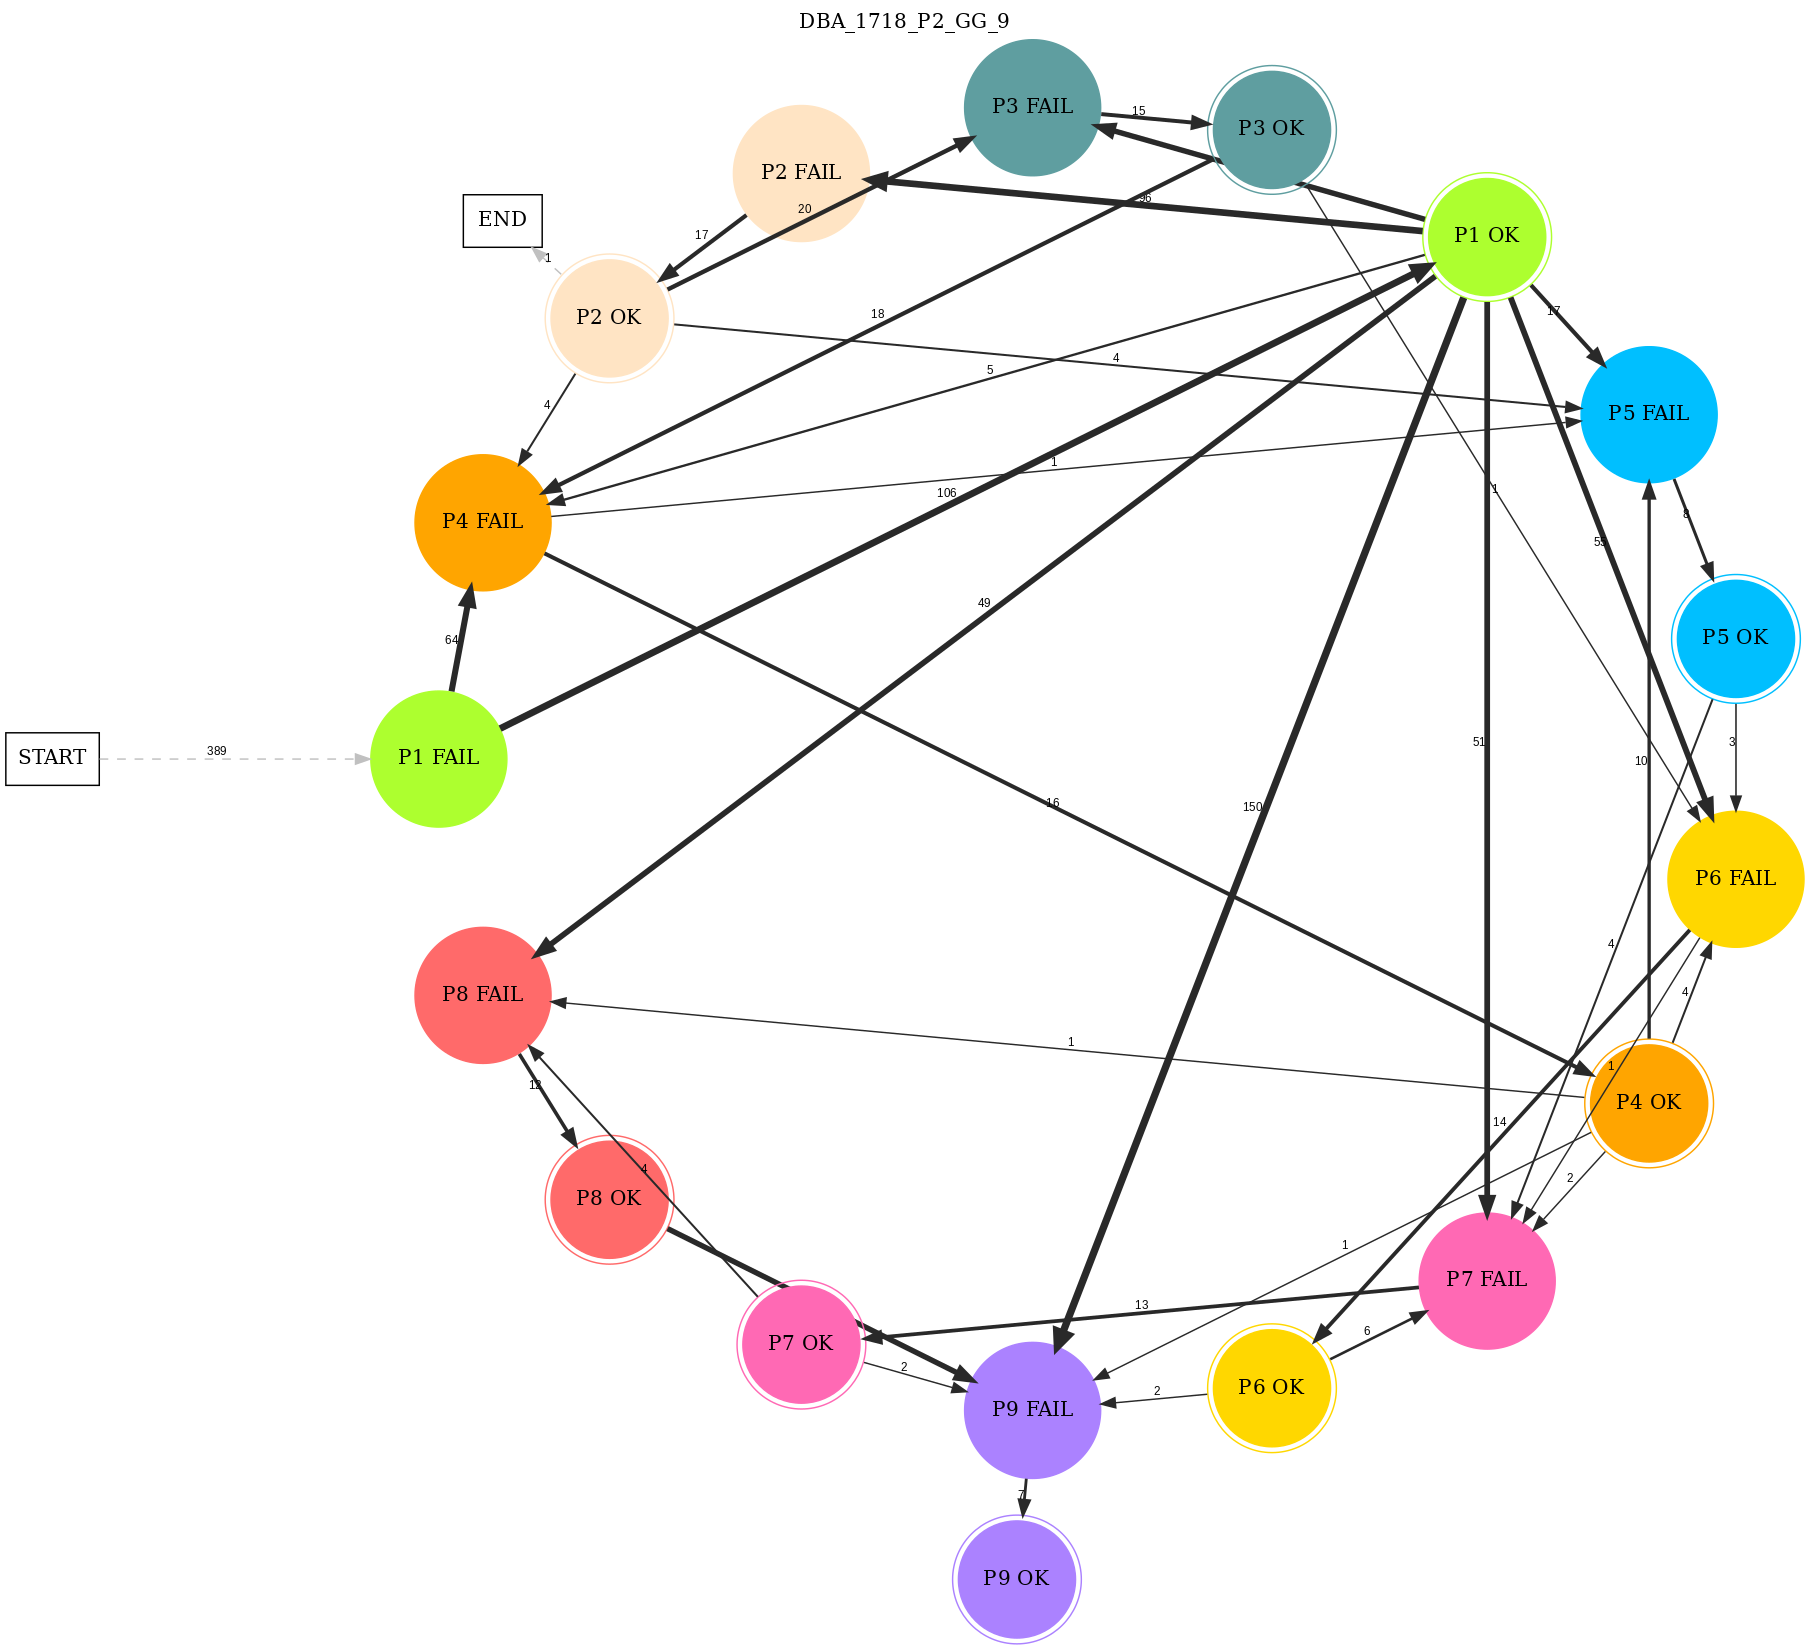 DBA_1718_P2_GG_9
P3 FAIL
15
P3 OK
P2 FAIL
96
20
END
17
P1 OK
1
P2 OK
18
17
4
5
4
P5 FAIL
4
P4 FAIL
1
106
1
8
55
49
64
P5 OK
START
389
P1 FAIL
51
10
3
16
150
P6 FAIL
4
P8 FAIL
4
1
1
12
P4 OK
14
4
2
P8 OK
1
P7 FAIL
13
6
P7 OK
2
P9 FAIL
2
P6 OK
7
P9 OK